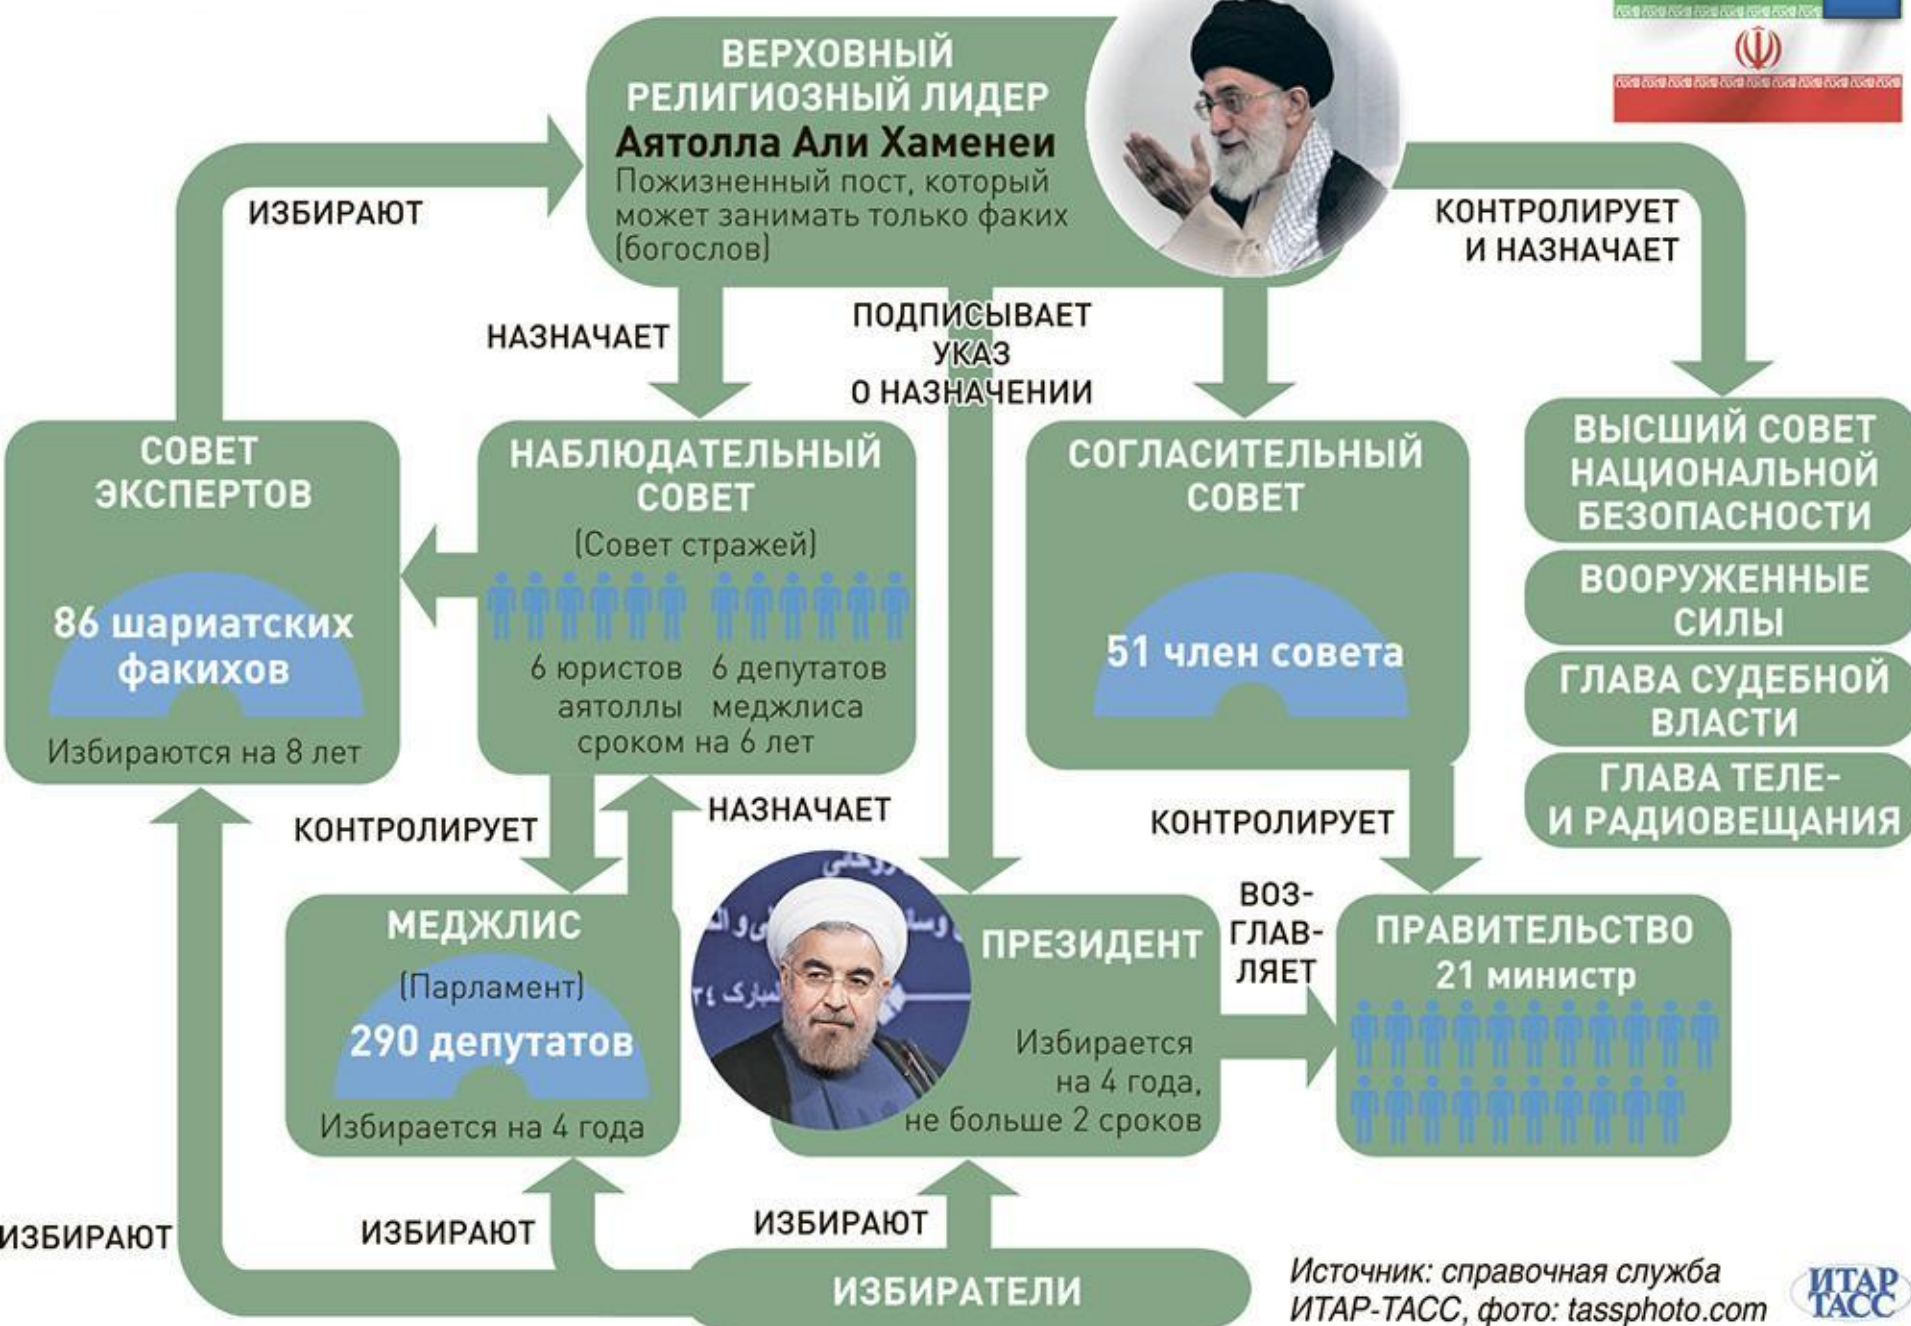 ВЕРХОВНЫЙ
РЕЛИГИОЗНЫЙ ЛИДЕР
Аятолла Али Хаменеи
Пожизненный пост, который
может занимать только факих
(богослов)
ИЗБИРАЮТ
КОНТРОЛИРУЕТ
И НАЗНАЧАЕТ
НАЗНАЧАЕТ
ПОДПИСЫВАЕТ
УКАЗ
О НАЗНАЧЕНИИ
СОВЕТ
ЭКСПЕРТОВ
86 шариатских
факихов
Избираются на 8 лет
НАБЛЮДАТЕЛЬНЫЙ
СОВЕТ
(Совет стражей)
6 юристов
аятоллы
6 депутатов
меджлиса
сроком на 6 лет
СОГЛАСИТЕЛЬНЫЙ
СОВЕТ
51 член совета
ВЫСШИЙ СОВЕТ
НАЦИОНАЛЬНОЙ
БЕЗОПАСНОСТИ
ВООРУЖЕННЫЕ
СИЛЫ
ГЛАВА СУДЕБНОЙ
ВЛАСТИ
ГЛАВА ТЕЛЕ-
И РАДИОВЕЩАНИЯ
КОНТРОЛИРУЕТ
НАЗНАЧАЕТ
КОНТРОЛИРУЕТ
МЕДЖЛИС
(Парламент)
290 депутатов
Избирается на 4 года
ПРЕЗИДЕНТ
Избирается
на 4 года,
не больше 2 сроков
ВОЗ-
ГЛАВ-
ЛЯЕТ
ПРАВИТЕЛЬСТВО
21 министр
ИЗБИРАЮТ
ИЗБИРАЮТ
ИЗБИРАЮТ
ИЗБИРАТЕЛИ
Источник: справочная служба
ИТАР-ТАСС, фото: tassphoto.com
ИТАР
ТАСС